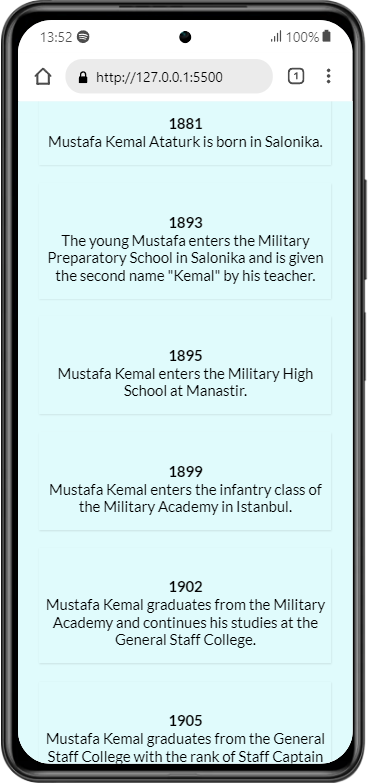 13:52
100%
http://127.0.0.1:5500
1
1881
Mustafa Kemal Ataturk is born in Salonika.
1893
The young Mustafa enters the Military
Preparatory School in Salonika and is given
the second name "Kemal" by his teacher.
1895
Mustafa Kemal enters the Military High
School at Manastir.
1899
Mustafa Kemal enters the infantry class of
the Military Academy in Istanbul.
1902
Mustafa Kemal graduates from the Military
Academy and continues his studies at the
General Staff College.
1905
Mustafa Kemal graduates from the General
Staff College with the rank of Staff Captain